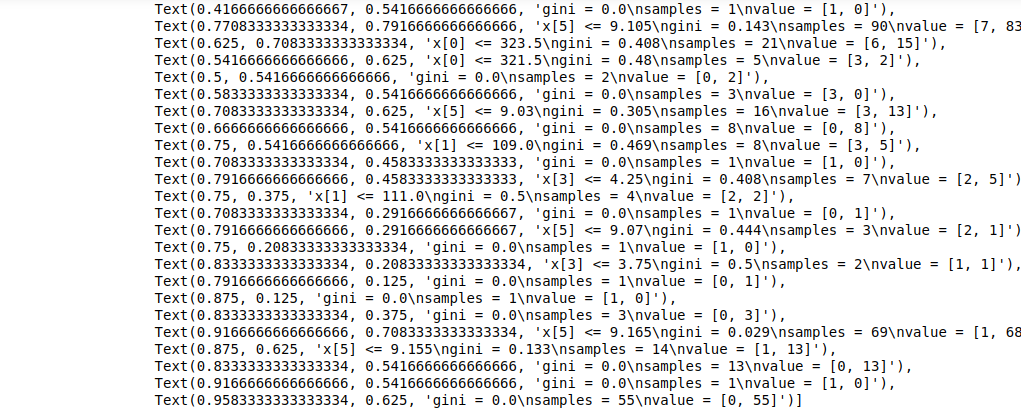 Text(0.4166666666666667, 0.5416666666666666, 'gini = 0.0\nsamples = 1\nvalue = [1, 0]'),
Text(0.7708333333333334, 0.7916666666666666, 'x[5] <= 9.105\ngini = 0.143\nsamples = 90\nvalue = [7, 83
Text(0.625, 0.7083333333333334, 'x[0] <= 323.5\ngini = 0.408\nsamples = 21\nvalue = [6, 15]'),
Text(0.5416666666666666, 0.625, 'x[0] <= 321.5\ngini = 0.48\nsamples = 5\nvalue = [3, 2]'),
Text(0.5, 0.5416666666666666, 'gini = 0.0\nsamples = 2\nvalue = [0, 2]'),
Text(0.5833333333333334, 0.5416666666666666, 'gini = 0.0\nsamples = 3\nvalue = [3, 0]'),
Text(0.7083333333333334, 0.625, 'x[5] <= 9.03\ngini = 0.305\nsamples = 16\nvalue = [3, 13]'),
Text(0.6666666666666666, 0.5416666666666666, 'gini = 0.0\nsamples = 8\nvalue = [0, 8]'),
Text(0.75, 0.5416666666666666, 'x[1] <= 109.0\ngini = 0.469\nsamples = 8\nvalue = [3, 5]'),
Text(0.7083333333333334, 0.4583333333333333, 'gini = 0.0\nsamples = 1\nvalue = [1, 0]'),
Text(0.7916666666666666, 0.4583333333333333, 'x[3] <= 4.25\ngini = 0.408\nsamples = 7\nvalue = [2, 5]')
Text(0.75, 0.375, 'x[1] <= 111.0\ngini = 0.5\nsamples = 4\nvalue = [2, 2]'),
Text(0.7083333333333334, 0.2916666666666667, 'gini = 0.0\nsamples = 1\nvalue = [0, 1]'),
Text(0.7916666666666666, 0.2916666666666667, 'x[5] <= 9.07\ngini = 0.444\nsamples = 3\nvalue = [2, 1]')
Text(0.75, 0.20833333333333334, 'gini = 0.0\nsamples = 1\nvalue = [1, 0]'),
Text(0.8333333333333334, 0.20833333333333334, 'x[3] <= 3.75\ngini = 0.5\nsamples = 2\nvalue = [1, 1]'),
Text(0.7916666666666666, 0.125, 'gini = 0.0\nsamples = 1\nvalue = [0, 1]'),
Text(0.875, 0.125, 'gini = 0.0\nsamples = 1\nvalue = [1, 0]'),
Text(0.8333333333333334, 0.375, 'gini = 0.0\nsamples = 3\nvalue = [0, 3]'),
Text(0.9166666666666666, 0.7083333333333334, 'x[5] <= 9.165\ngini = 0.029\nsamples = 69\nvalue = [1, 68
Text(0.875, 0.625, 'x[5] <= 9.155\ngini = 0.133\nsamples = 14\nvalue = [1, 13]'),
Text(0.8333333333333334, 0.5416666666666666, 'gini = 0.0\nsamples = 13\nvalue = [0, 13]'),
Text(0.9166666666666666, 0.5416666666666666, 'gini = 0.0\nsamples = 1\nvalue = [1, 0]'),
Text(0.9583333333333334, 0.625, 'gini = 0.0\nsamples = 55\nvalue = [0, 55]')]